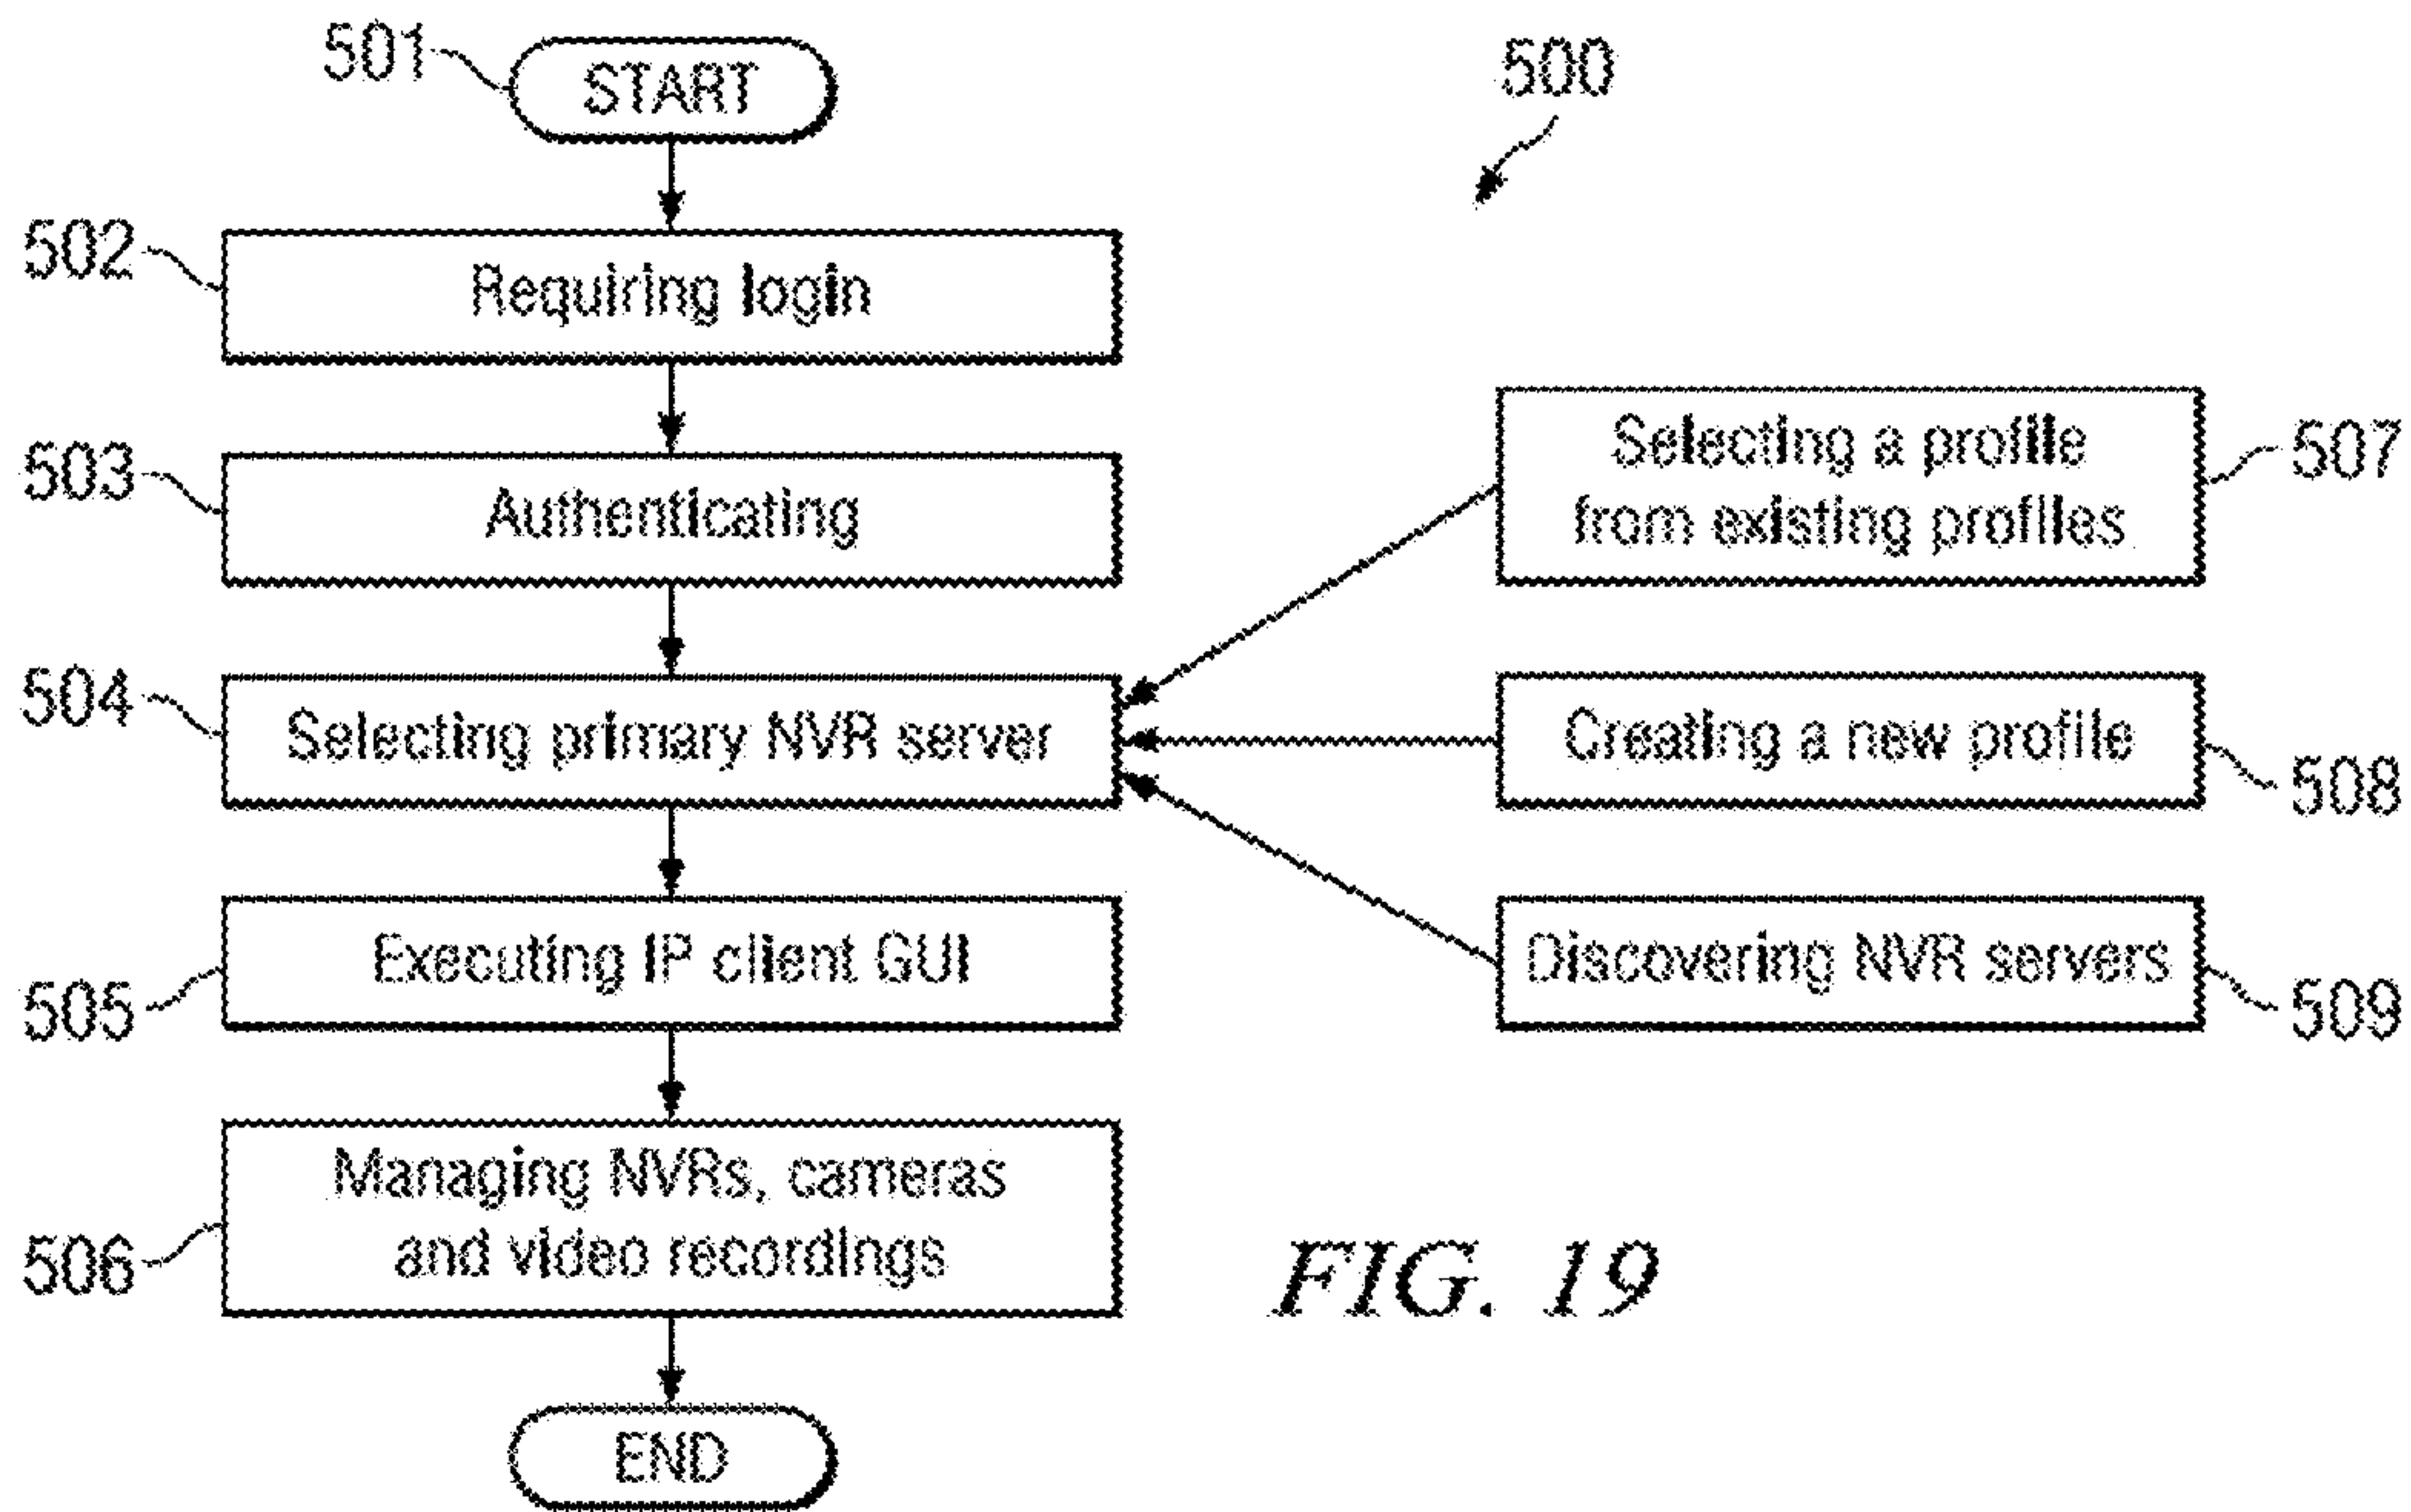 501
START
500
502
Requiring login
503
Authenticating
507
Selecting a profile
from existing profiles
504
Selecting primary NVR server
Creating a new profile
508
505
Executing IP client GUI
Discovering NVR servers
509
506
Managing NVRs, cameras
and video recordings
FIG. 19
END